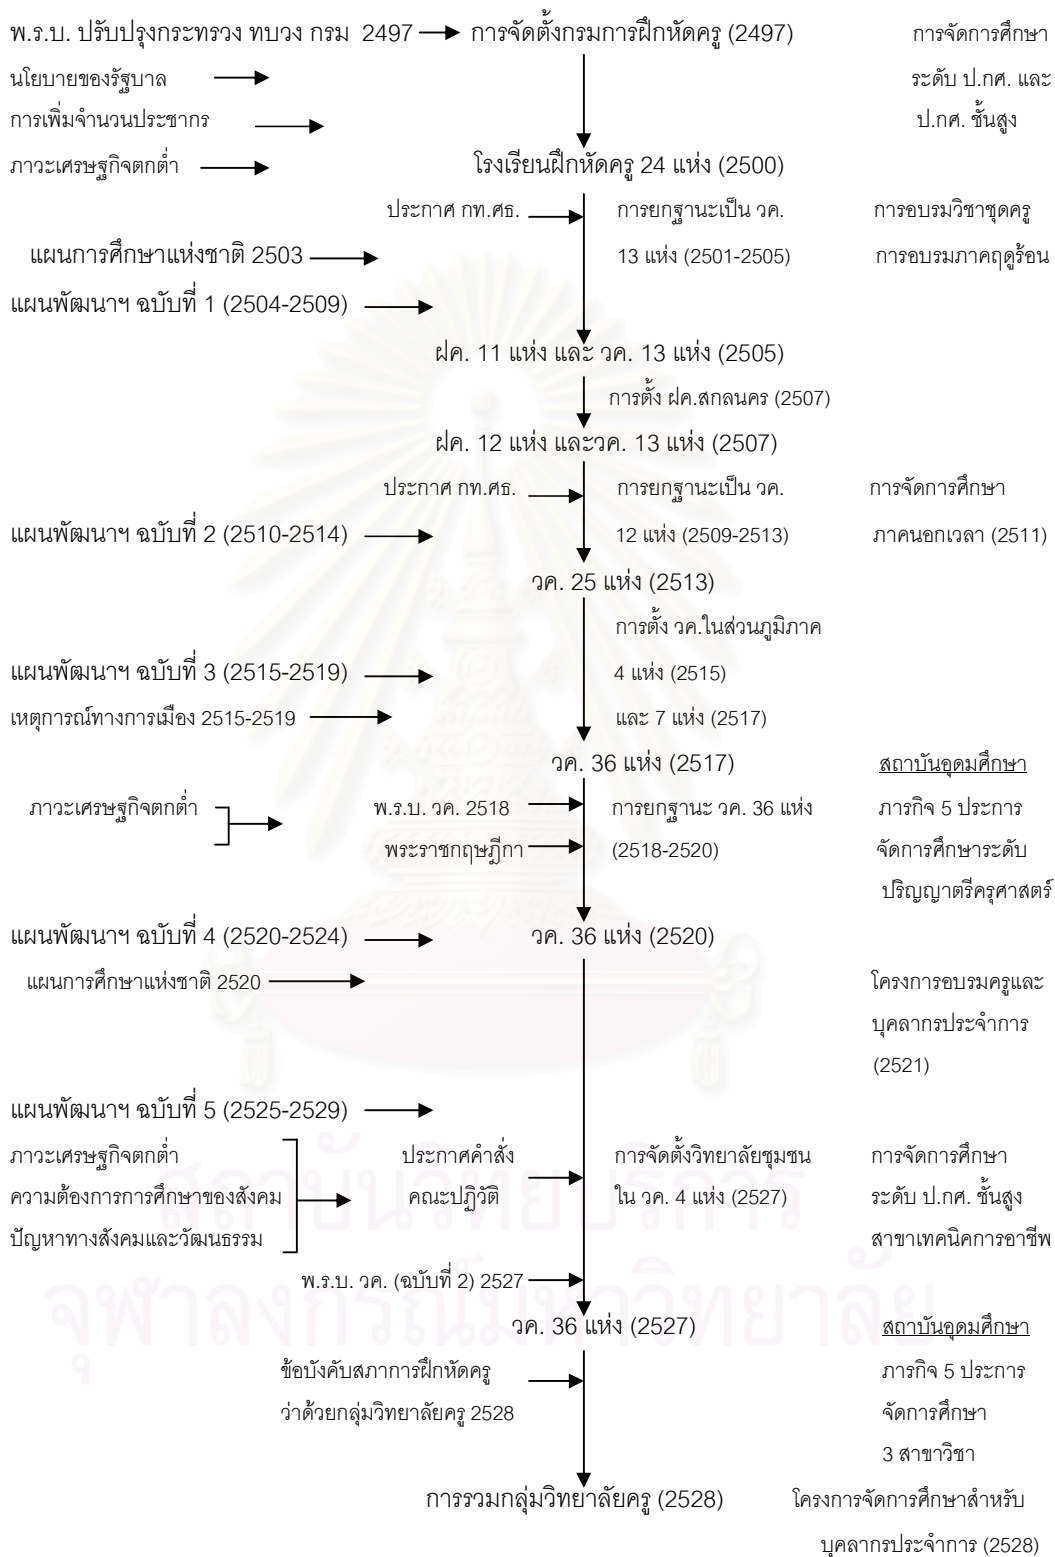 พ.ร.บ. ปรับปรุงกระทรวง ทบวง กรม 2497 การจัดตั้งกรมการฝึกหัดครู (2497) การจัดการศึกษา
นโยบายของรัฐบาล ระดับ ป.กศ. และ
การเพิ่มจำนวนประชากร ป.กศ. ชั้นสูง
ภาวะเศรษฐกิจตกต่ำ โรงเรียนฝึกหัดครู 24 แห่ง (2500)
ประกาศ กท.ศธ. การยกฐานะเป็น วค. การอบรมวิชาชุดครู
แผนการศึกษาแห่งชาติ 2503 13 แห่ง (2501-2505) การอบรมภาคฤดูร้อน
แผนพัฒนาฯ ฉบับที่ 1 (2504-2509)
ฝค. 11 แห่ง และ วค. 13 แห่ง (2505)
การตั้ง ฝค.สกลนคร (2507)
ฝค. 12 แห่ง และวค. 13 แห่ง (2507)
ประกาศ กท.ศธ. การยกฐานะเป็น วค. การจัดการศึกษา
แผนพัฒนาฯ ฉบับที่ 2 (2510-2514) 12 แห่ง (2509-2513) ภาคนอกเวลา (2511)
วค. 25 แห่ง (2513)
การตั้ง วค.ในส่วนภูมิภาค
แผนพัฒนาฯ ฉบับที่ 3 (2515-2519) 4 แห่ง (2515)
เหตุการณ์ทางการเมือง 2515-2519 และ 7 แห่ง (2517)
วค. 36 แห่ง (2517) สถาบันอุดมศึกษา
ภาวะเศรษฐกิจตกต่ำ พ.ร.บ. วค. 2518 การยกฐานะ วค. 36 แห่ง ภารกิจ 5 ประการ
พระราชกฤษฎีกา (2518-2520) จัดการศึกษาระดับ
ปริญญาตรีครุศาสตร์
แผนพัฒนาฯ ฉบับที่ 4 (2520-2524) วค. 36 แห่ง (2520)
แผนการศึกษาแห่งชาติ 2520 โครงการอบรมครูและ
บุคลากรประจำการ
(2521)
แผนพัฒนาฯ ฉบับที่ 5 (2525-2529)
ภาวะเศรษฐกิจตกต่ำ ประกาศคำสั่ง การจัดตั้งวิทยาลัยชุมชน การจัดการศึกษา
ความต้องการการศึกษาของสังคม คณะปฏิวัติ ใน วค. 4 แห่ง (2527) ระดับ ป.กศ. ชั้นสูง
ปัญหาทางสังคมและวัฒนธรรม สาขาเทคนิคการอาชีพ
สถาบันวิทยบริการ
พ.ร.บ. วค. (ฉบับที่ 2) 2527
จุฬาลงกรณ์มหาวิทยาลัย
วค. 36 แห่ง (2527) สถาบันอุดมศึกษา
ข้อบังคับสภาการฝึกหัดครู ภารกิจ 5 ประการ
ว่าด้วยกลุ่มวิทยาลัยครู 2528 จัดการศึกษา
3 สาขาวิชา
การรวมกลุ่มวิทยาลัยครู (2528) โครงการจัดการศึกษาสำหรับ
บุคลากรประจำการ (2528)